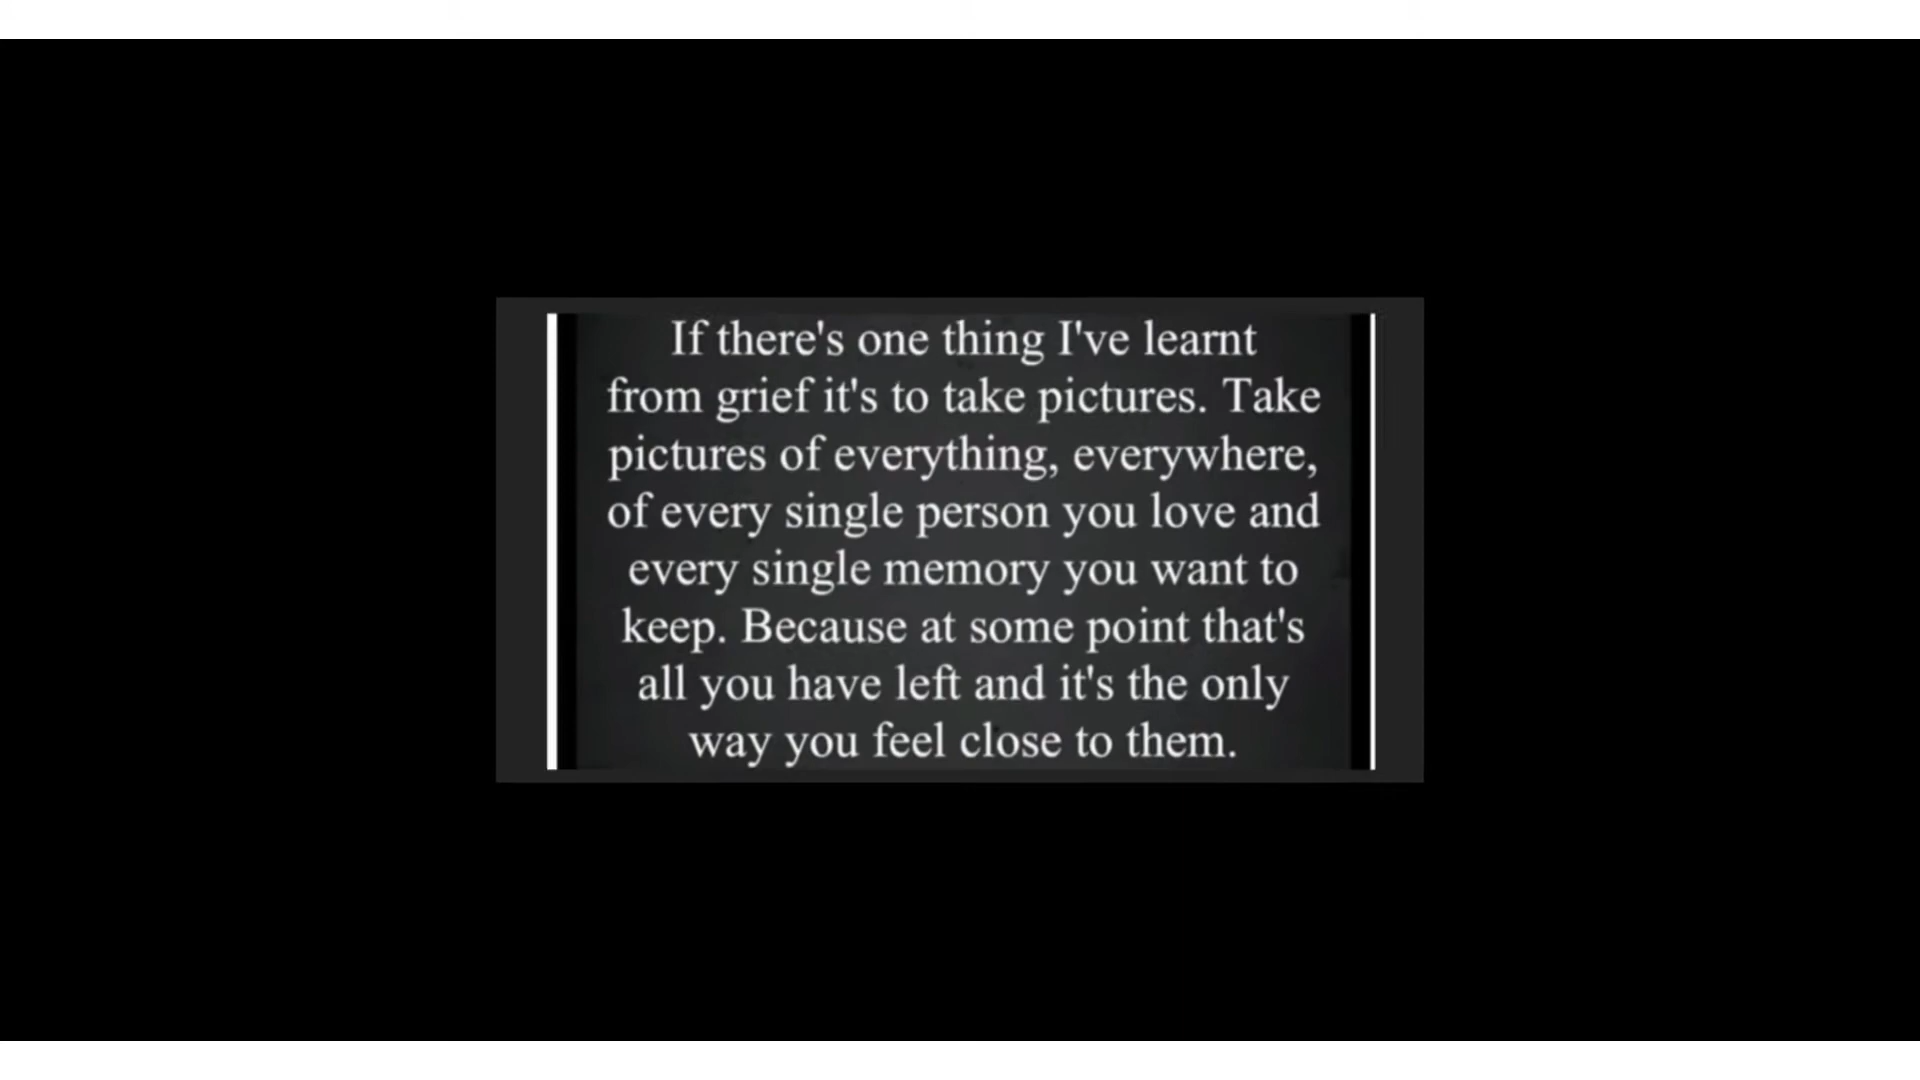 If there's one thing I've learnt
from grief it's to take pictures. Take
pictures of everything, everywhere,
of every single person you love and
every single memory you want to
keep. Because at some point that's
all you have left and it's the only
way you feel close to them.